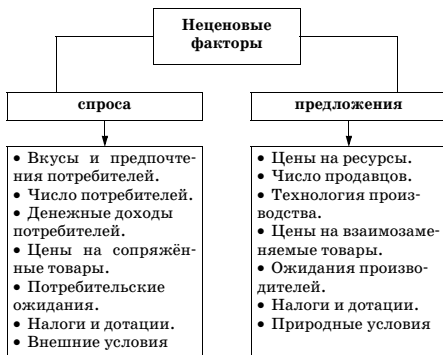 Неценовые
факторы
спроса
• Вкусы и предпочте-
ния потребителей.
• Число потребителей.
• Денежные доходы
потребителей.
• Цены на сопряжён-
ные товары.
• Потребительские
ожидания.
• Налоги и дотации.
• Внешние условия
предложения
• Цены на ресурсы.
• Число продавцов.
• Технология произ-
водства.
• Цены на взаимозаме-
няемые товары.
• Ожидания произво-
дителей.
• Налоги и дотации.
• Природные условия